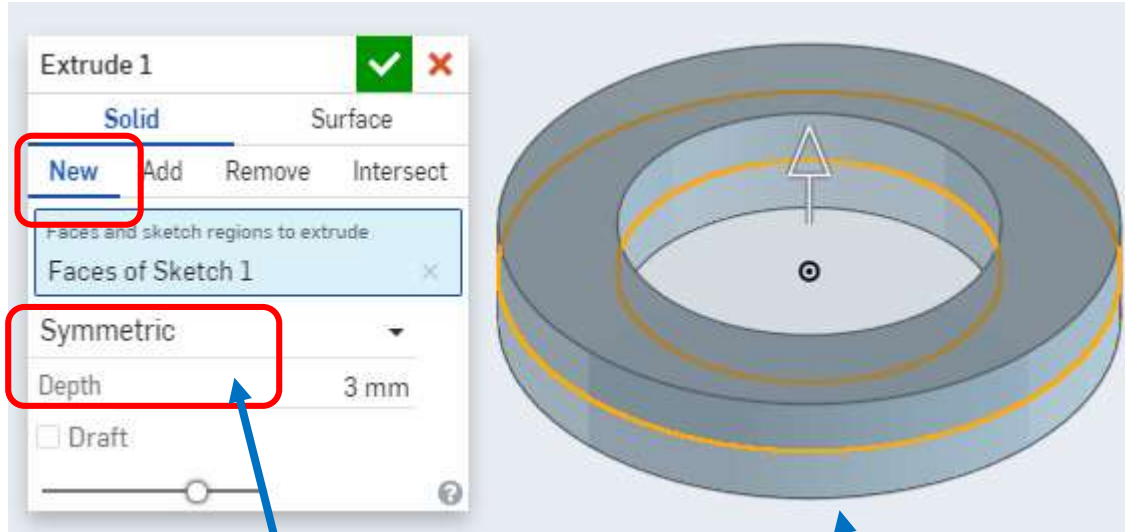 Extrude 1
Solid Surface
New Add Remove Intersect
Faces and sketch regions to extrude
Faces of Sketch 1
Symmetric
Depth 3 mm
Draft